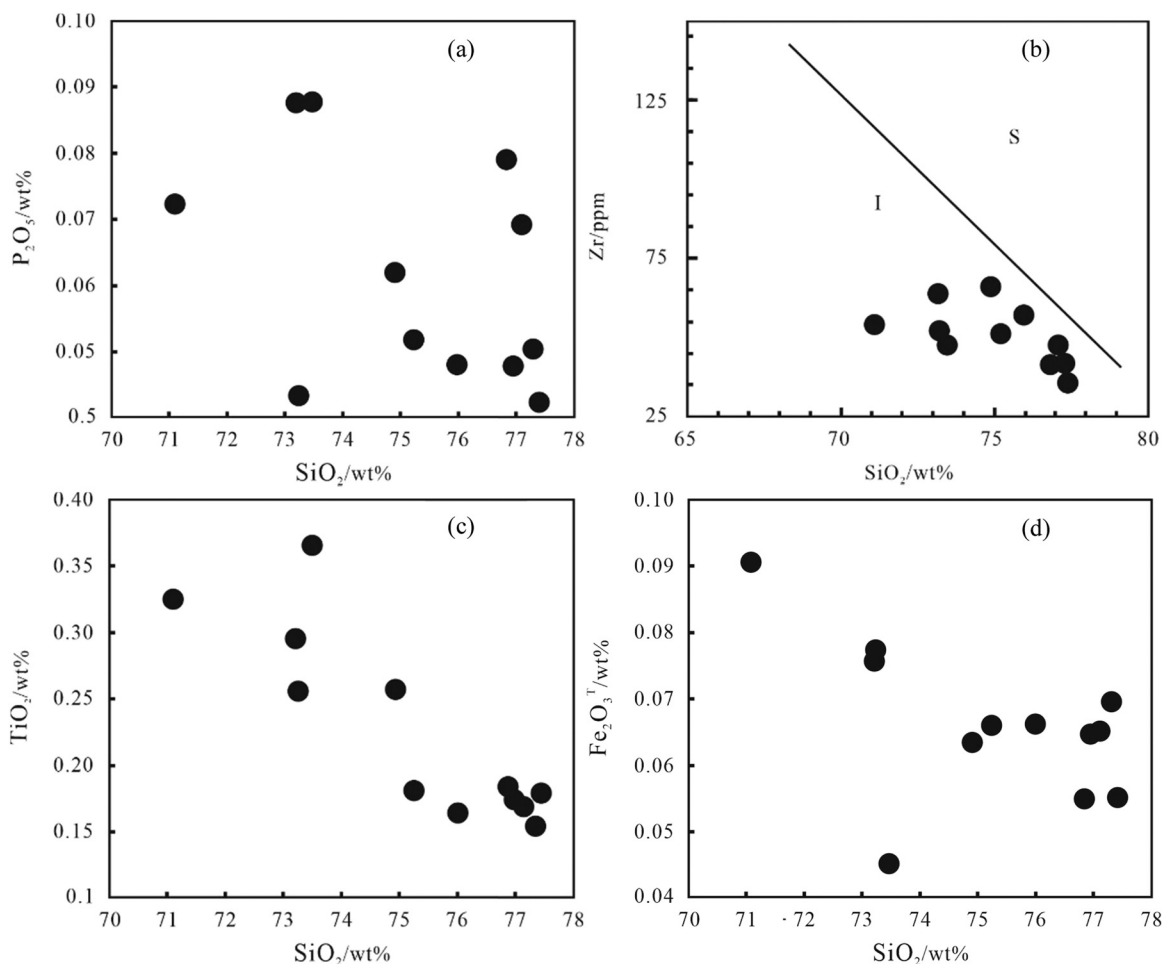 (a)
0.10
0.09
0.08
0.07
0.06
0.05
0.5
P₂O₅/wt%
70 71 72 73 74 75 76 77 78
SiO₂/wt%
(b)
125
75
25
Zr/ppm
S
I
65 70 75 80
SiO₂/wt%
(c)
0.40
0.35
0.30
0.25
0.20
0.15
0.1
TiO₂/wt%
70 71 72 73 74 75 76 77 78
SiO₂/wt%
(d)
0.10
0.09
0.08
0.07
0.06
0.05
0.04
Fe₂O₃ᵀ/wt%
70 71 72 73 74 75 76 77 78
SiO₂/wt%